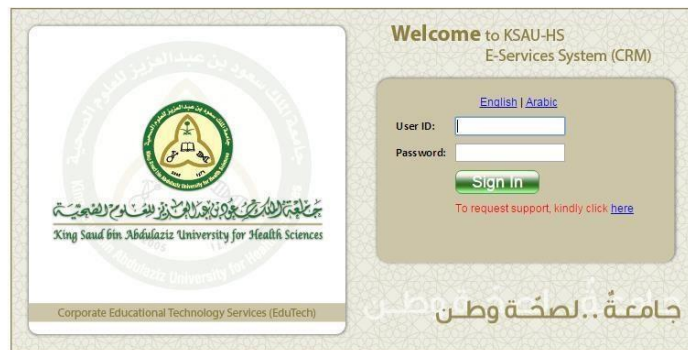 Welcome to KSAU-HS
E-Services System (CRM)
English | Arabic
User ID:
Password:
Sign In
To request support, kindly click here
جامعة الملك سعود بن عبدالعزيز للعلوم الصحية
King Saud bin Abdulaziz University for Health Sciences
Corporate Educational Technology Services (EduTech)
جامعةٌ .. لصحّة وطن